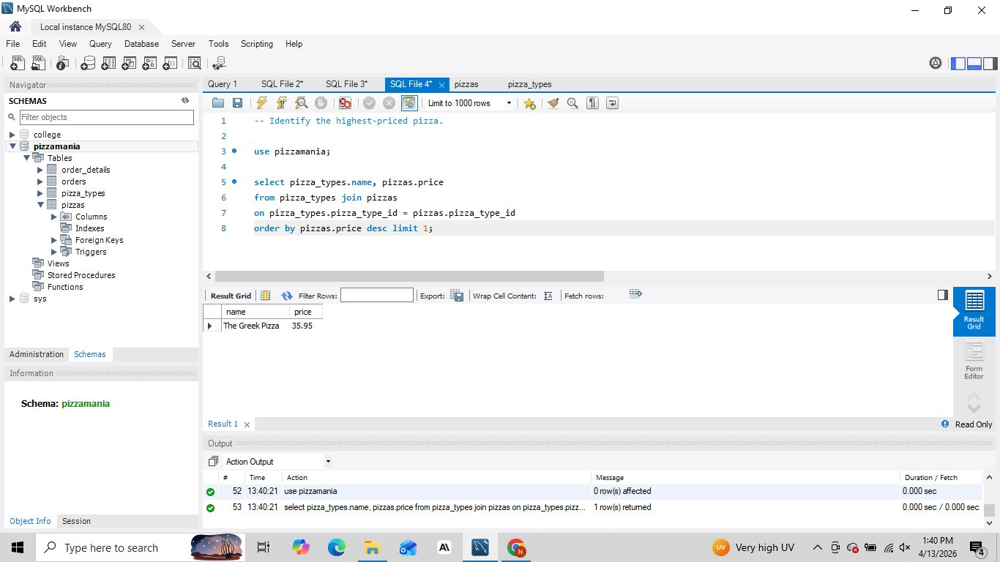 MySQL Workbench
Local instance MySQL80
File Edit View Query Database Server Tools Scripting Help
Navigator
SCHEMAS
Filter objects
college
pizzamania
Tables
order_details
orders
pizza_types
pizzas
Columns
Indexes
Foreign Keys
Triggers
Views
Stored Procedures
Functions
sys
Administration Schemas
Information
Schema: pizzamania
Object Info Session
Query 1 SQL File 2* SQL File 3* SQL File 4* pizzas pizza_types
Limit to 1000 rows
1 -- Identify the highest-priced pizza.
2
3 use pizzamania;
4
5 select pizza_types.name, pizzas.price
6 from pizza_types join pizzas
7 on pizza_types.pizza_type_id = pizzas.pizza_type_id
8 order by pizzas.price desc limit 1;
Result Grid Filter Rows: Export: Wrap Cell Content: Fetch rows:
name price
The Greek Pizza 35.95
Result Grid
Form Editor
Result 1
Read Only
Output
Action Output
# Time Action Message Duration / Fetch
52 13:40:21 use pizzamania 0 row(s) affected 0.000 sec
53 13:40:21 select pizza_types.name, pizzas.price from pizza_types join pizzas on pizza_types.pizz... 1 row(s) returned 0.000 sec / 0.000 sec
Type here to search
UV Very high UV
1:40 PM
4/13/2026
4